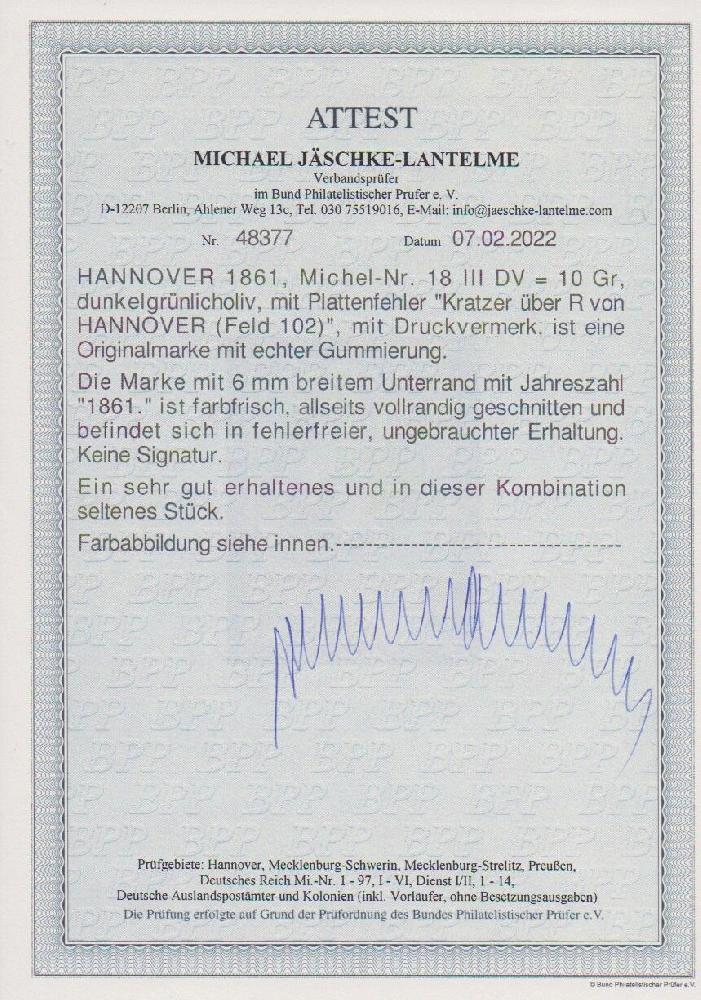 ATTEST
MICHAEL JÄSCHKE-LANTELME
Verbandsprüfer
im Bund Philatelistischer Prüfer e. V.
D-12207 Berlin, Ahlener Weg 13c, Tel. 030 75519016, E-Mail: info@jaeschke-lantelme.com
Nr. 48377 Datum 07.02.2022
HANNOVER 1861, Michel-Nr. 18 III DV = 10 Gr,
dunkelgrünlicholiv, mit Plattenfehler "Kratzer über R von
HANNOVER (Feld 102)", mit Druckvermerk, ist eine
Originalmarke mit echter Gummierung.
Die Marke mit 6 mm breitem Unterrand mit Jahreszahl
"1861." ist farbfrisch, allseits vollrandig geschnitten und
befindet sich in fehlerfreier, ungebrauchter Erhaltung.
Keine Signatur.
Ein sehr gut erhaltenes und in dieser Kombination
seltenes Stück.
Farbabbildung siehe innen.--------------------------------
Prüfgebiete: Hannover, Mecklenburg-Schwerin, Mecklenburg-Strelitz, Preußen,
Deutsches Reich Mi.-Nr. 1 - 97, I - VI, Dienst I/II, 1 - 14,
Deutsche Auslandspostämter und Kolonien (inkl. Vorläufer, ohne Besetzungsausgaben)
Die Prüfung erfolgte auf Grund der Prüfordnung des Bundes Philatelistischer Prüfer e.V.
© Bund Philatelistischer Prüfer e.V.